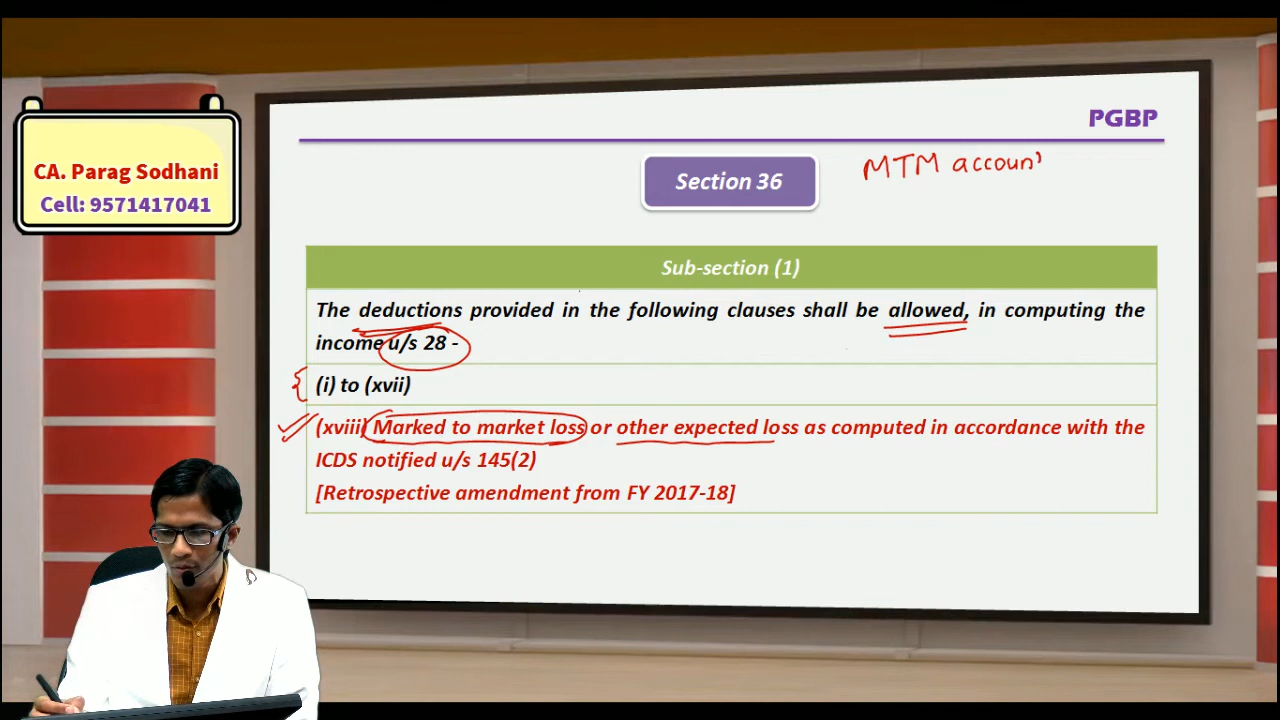 CA. Parag Sodhani
Cell: 9571417041
PGBP
Section 36
MTM accoun
Sub-section (1)
The deductions provided in the following clauses shall be allowed, in computing the
income u/s 28 -
(i) to (xvii)
(xviii) Marked to market loss or other expected loss as computed in accordance with the
ICDS notified u/s 145(2)
[Retrospective amendment from FY 2017-18]